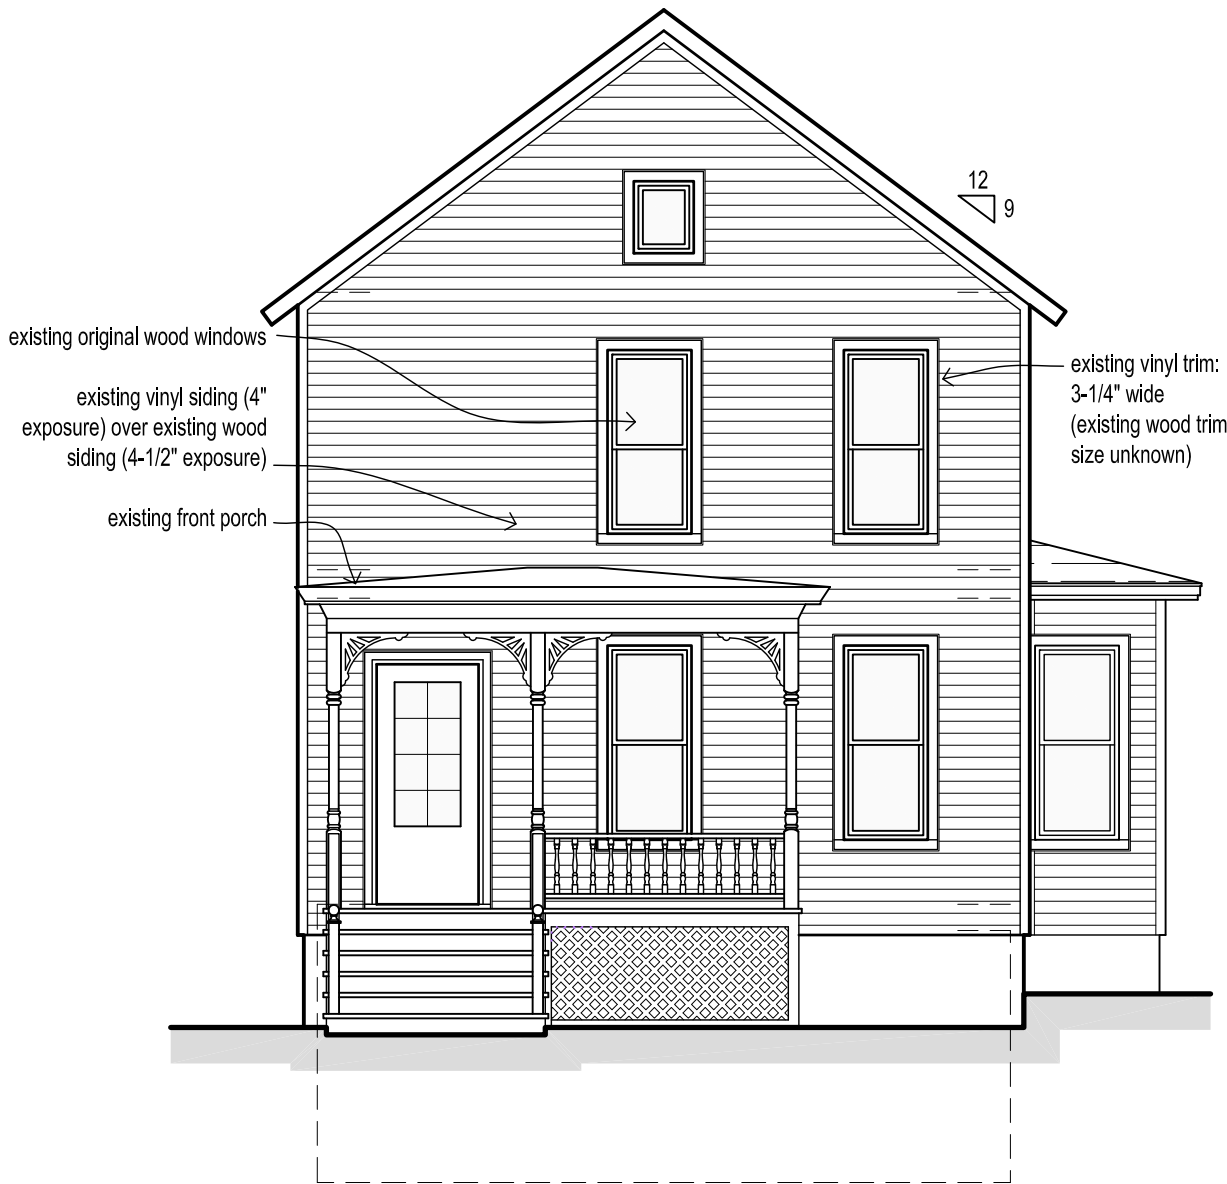 12
9
existing original wood windows
existing vinyl siding (4"
exposure) over existing wood
siding (4-1/2" exposure)
existing front porch
existing vinyl trim:
3-1/4" wide
(existing wood trim
size unknown)